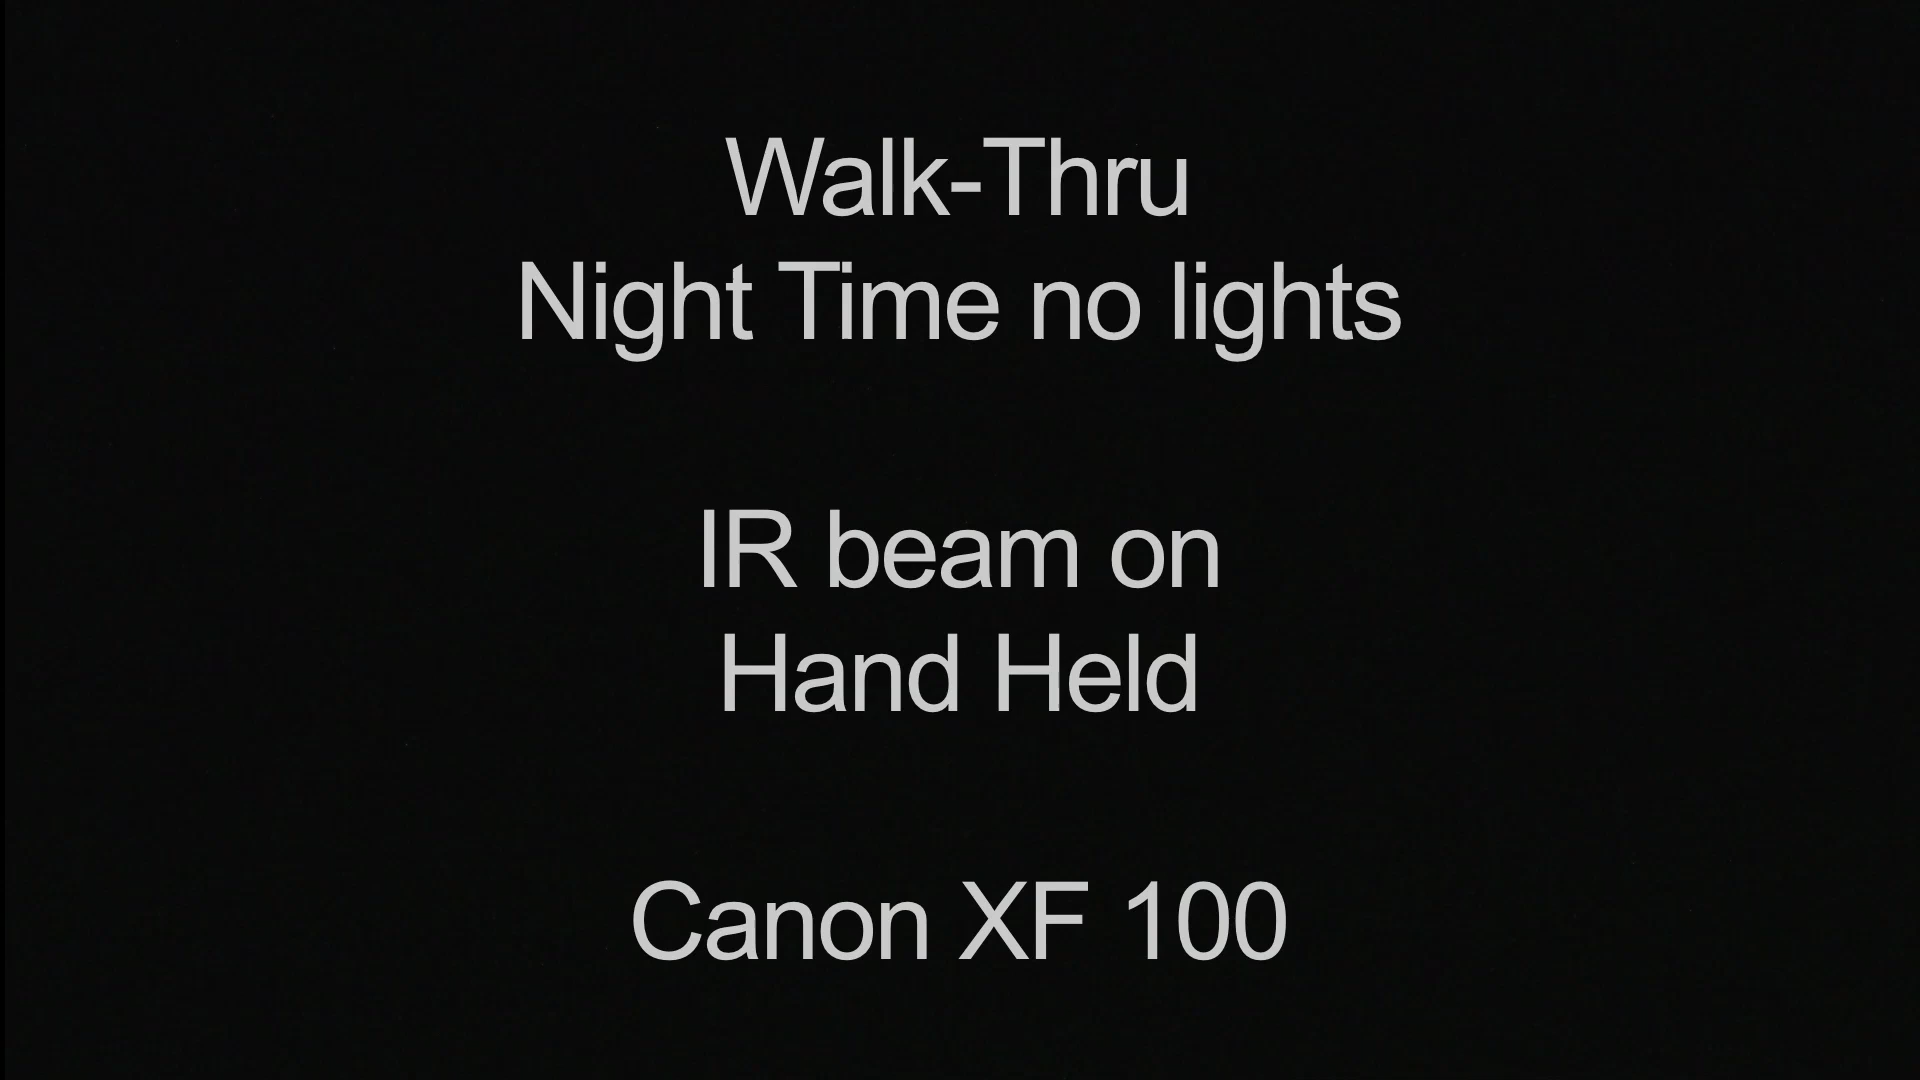 Walk-Thru
Night Time no lights
IR beam on
Hand Held
Canon XF 100